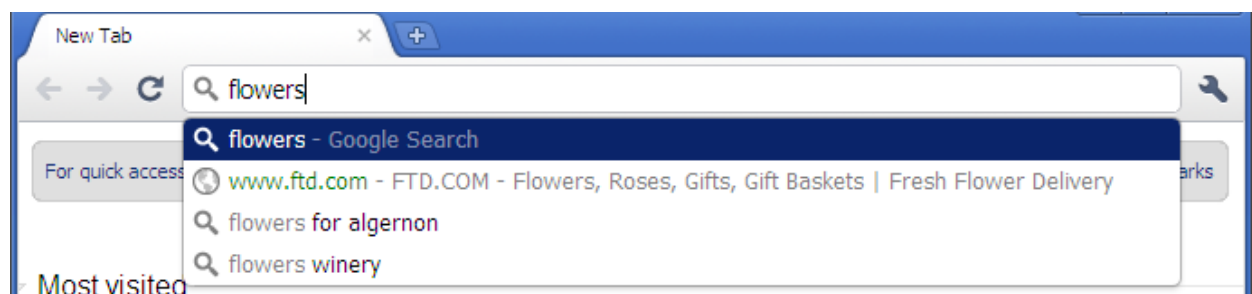 New Tab
flowers
flowers - Google Search
For quick access
www.ftd.com - FTD.COM - Flowers, Roses, Gifts, Gift Baskets | Fresh Flower Delivery
arks
flowers for algernon
flowers winery
Most visited